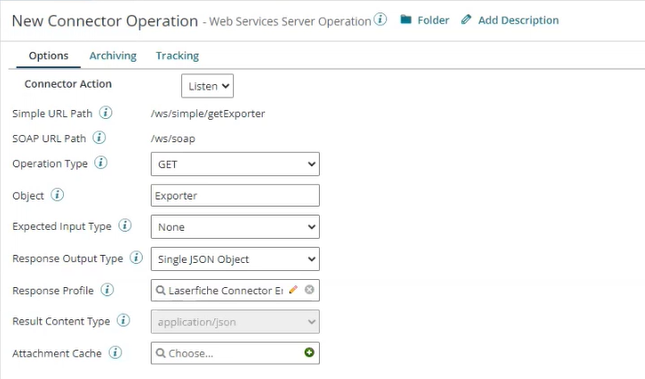 New Connector Operation - Web Services Server Operation Folder Add Description
Options Archiving Tracking
Connector Action Listen
Simple URL Path /ws/simple/getExporter
SOAP URL Path /ws/soap
Operation Type GET
Object Exporter
Expected Input Type None
Response Output Type Single JSON Object
Response Profile Laserfiche Connector
Result Content Type application/json
Attachment Cache Choose...